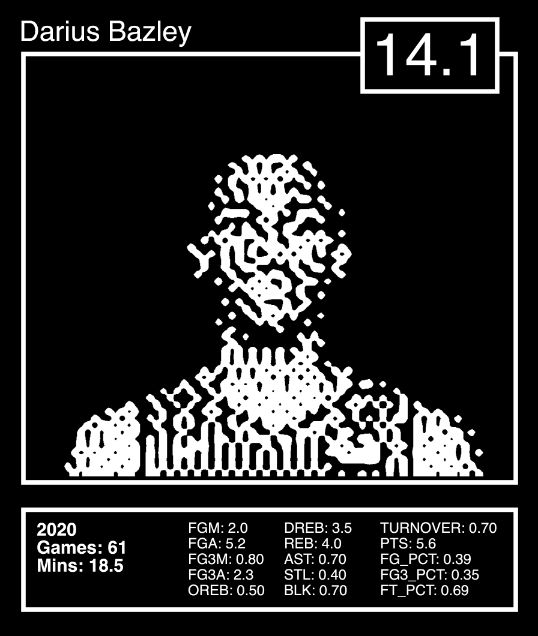 Darius Bazley
14.1
2020
Games: 61
Mins: 18.5
FGM: 2.0
FGA: 5.2
FG3M: 0.80
FG3A: 2.3
OREB: 0.50
DREB: 3.5
REB: 4.0
AST: 0.70
STL: 0.40
BLK: 0.70
TURNOVER: 0.70
PTS: 5.6
FG_PCT: 0.39
FG3_PCT: 0.35
FT_PCT: 0.69